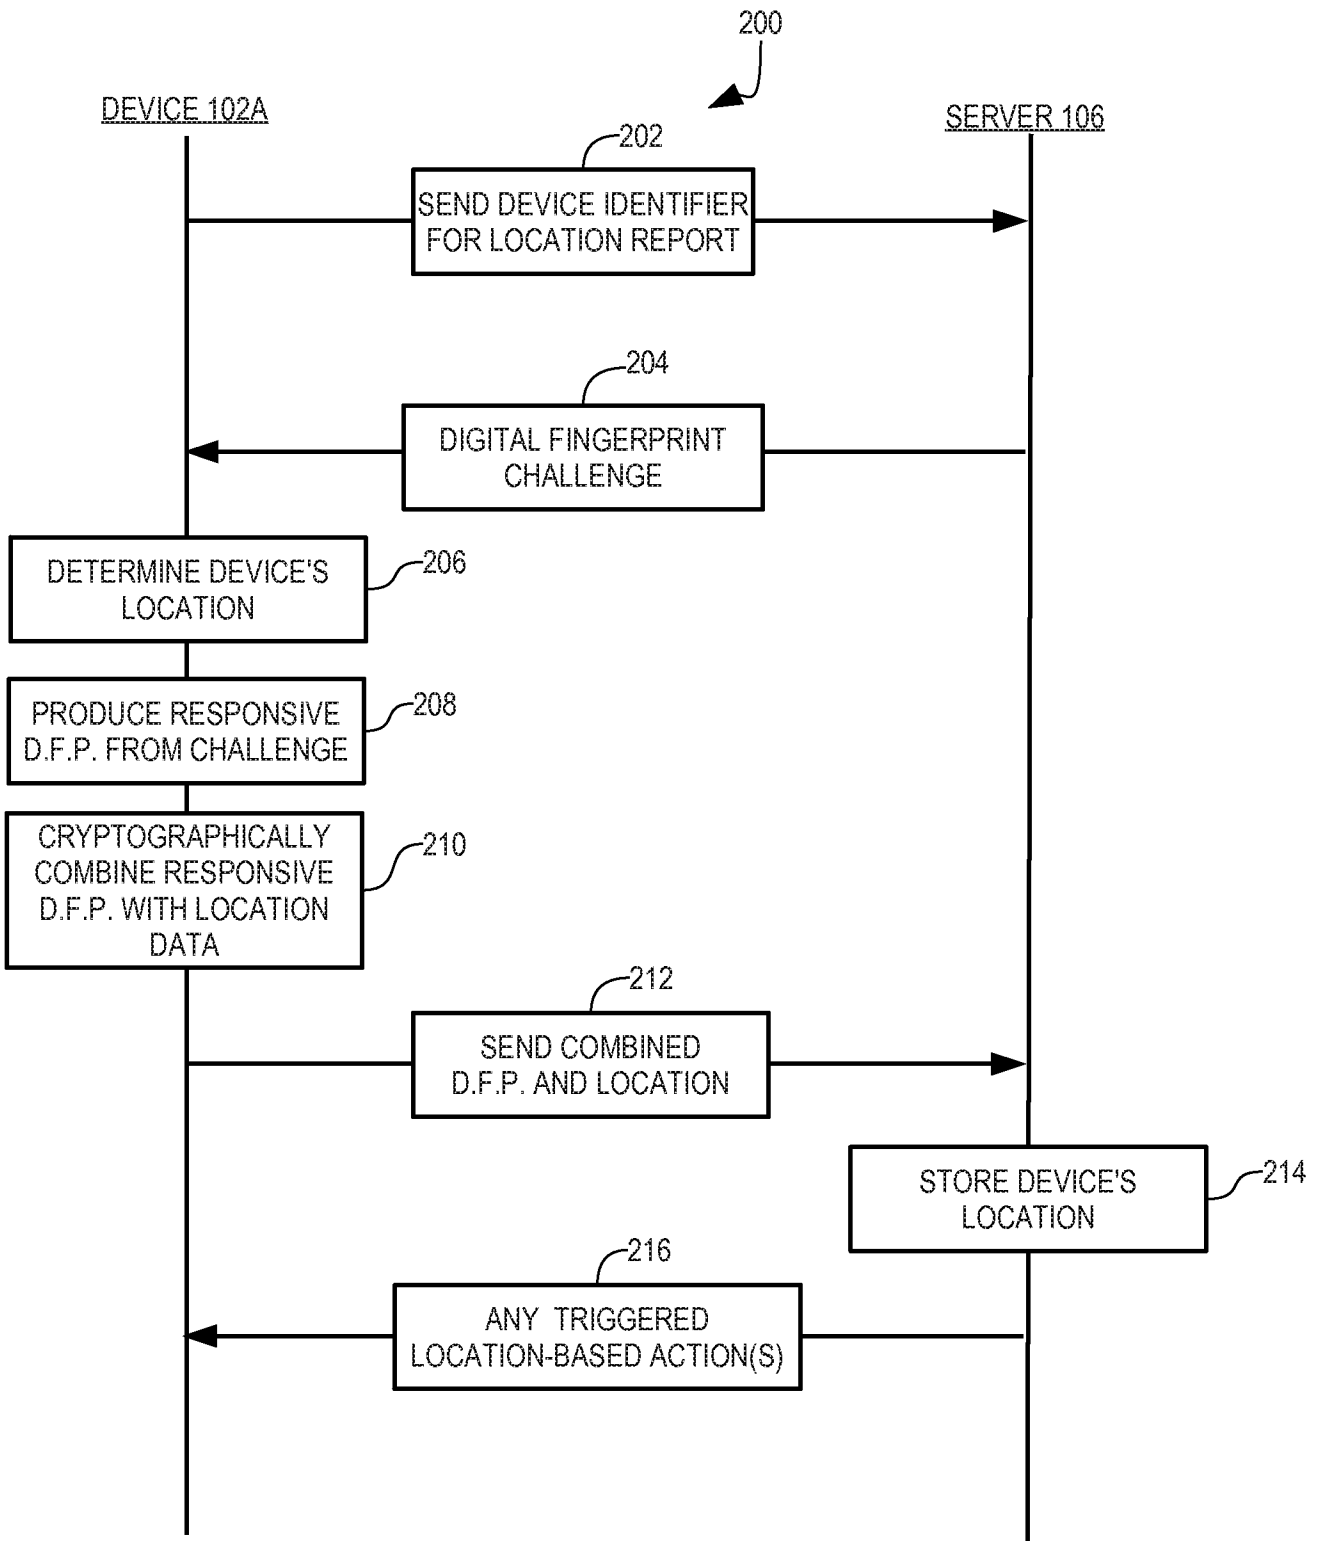 200
DEVICE 102A
SERVER 106
202
SEND DEVICE IDENTIFIER
FOR LOCATION REPORT
204
DIGITAL FINGERPRINT
CHALLENGE
206
DETERMINE DEVICE'S
LOCATION
208
PRODUCE RESPONSIVE
D.F.P. FROM CHALLENGE
210
CRYPTOGRAPHICALLY
COMBINE RESPONSIVE
D.F.P. WITH LOCATION
DATA
212
SEND COMBINED
D.F.P. AND LOCATION
214
STORE DEVICE'S
LOCATION
216
ANY TRIGGERED
LOCATION-BASED ACTION(S)